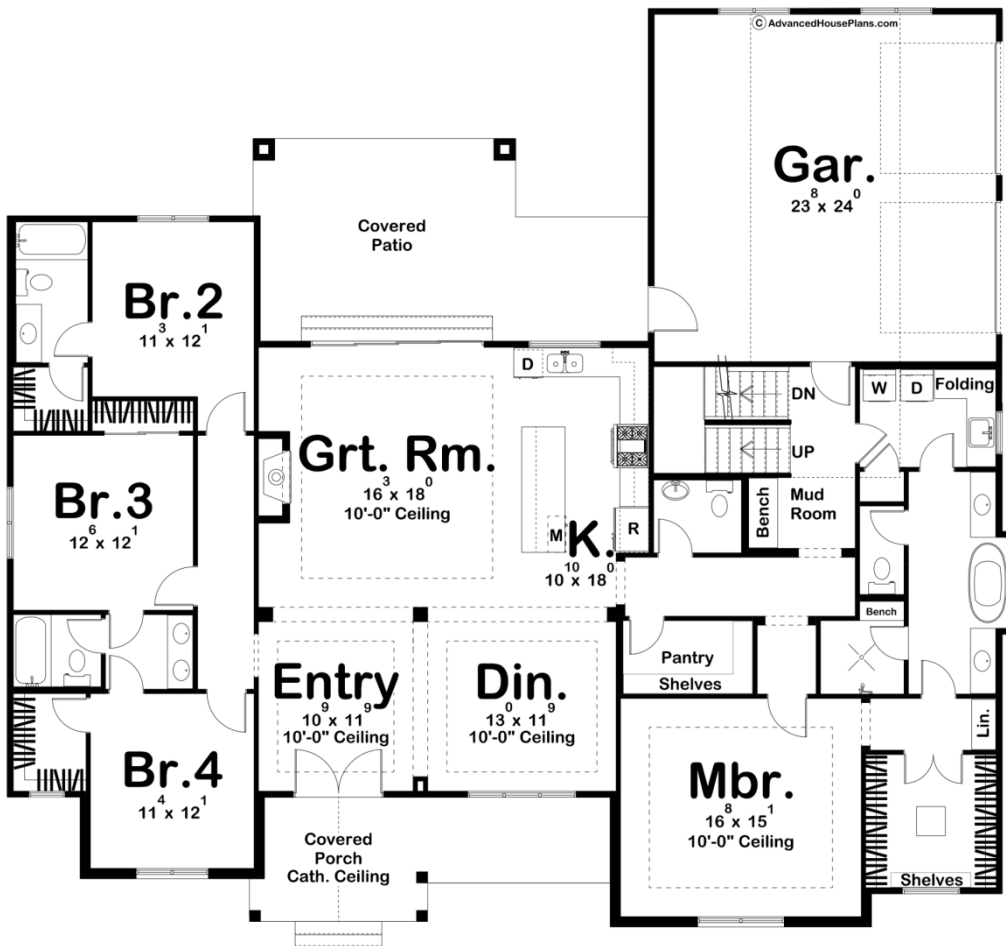 © AdvancedHousePlans.com
Gar.
23⁸ x 24⁰
Covered
Patio
Br.2
11³ x 12¹
D
W
D
Folding
DN
UP
Grt. Rm.
16³ x 18⁰
10'-0" Ceiling
Br.3
12⁶ x 12¹
M
K.
10¹⁰ x 18⁰
R
Bench
Mud
Room
Bench
Pantry
Shelves
Entry
10⁹ x 11⁹
10'-0" Ceiling
Din.
13⁰ x 11⁹
10'-0" Ceiling
Lin.
Br.4
11⁴ x 12¹
Mbr.
16⁸ x 15¹
10'-0" Ceiling
Covered
Porch
Cath. Ceiling
Shelves